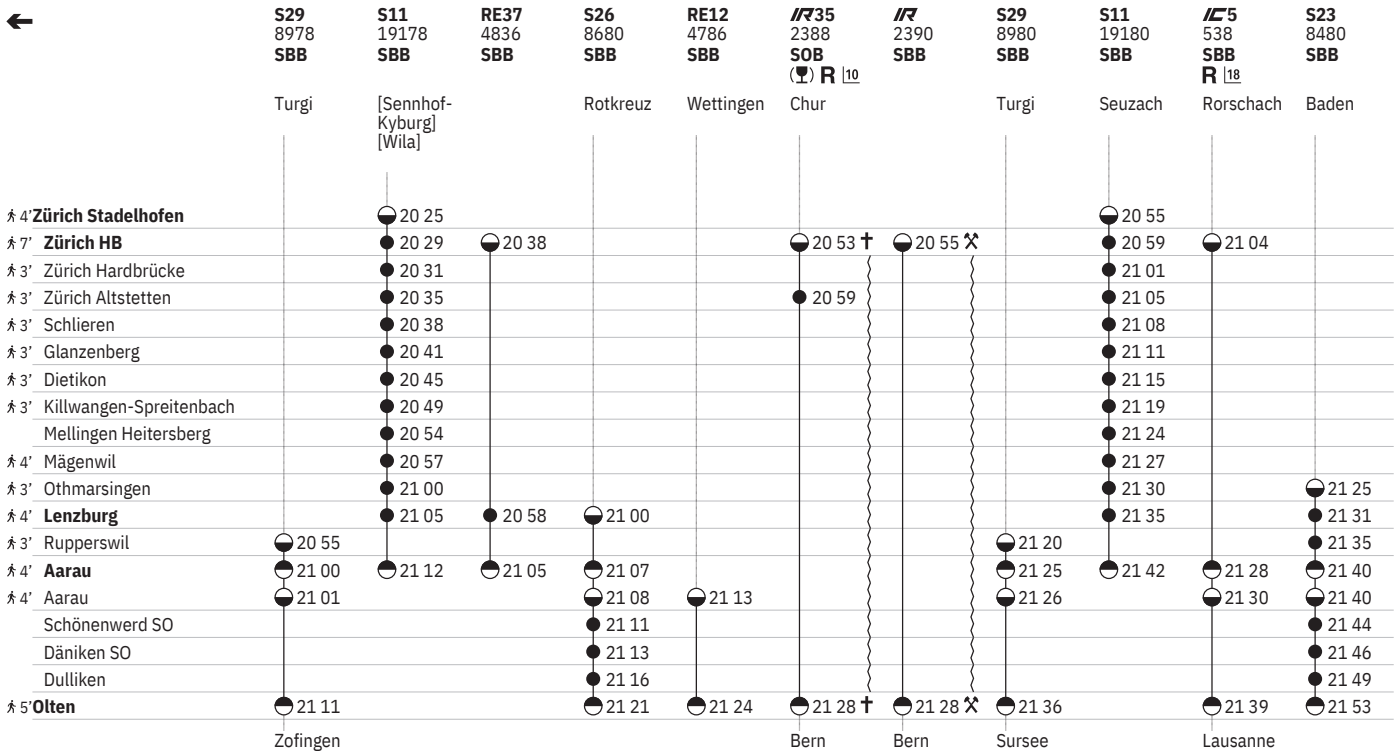 S29 S11 RE37 S26 RE12 IR35 IR S29 S11 IC5 S23
8978 19178 4836 8680 4786 2388 2390 8980 19180 538 8480
SBB SBB SBB SBB SBB SOB SBB SBB SBB SBB SBB
R 10 R 18
Turgi [Sennhof- Rotkreuz Wettingen Chur Turgi Seuzach Rorschach Baden
Kyburg]
[Wila]
4’ Zürich Stadelhofen 20 25 20 55
7’ Zürich HB 20 29 20 38 20 53 20 55 20 59 21 04
3’ Zürich Hardbrücke 20 31 21 01
3’ Zürich Altstetten 20 35 20 59 21 05
3’ Schlieren 20 38 21 08
3’ Glanzenberg 20 41 21 11
3’ Dietikon 20 45 21 15
3’ Killwangen-Spreitenbach 20 49 21 19
Mellingen Heitersberg 20 54 21 24
4’ Mägenwil 20 57 21 27
3’ Othmarsingen 21 00 21 30 21 25
4’ Lenzburg 21 05 20 58 21 00 21 35 21 31
3’ Rupperswil 20 55 21 20 21 35
4’ Aarau 21 00 21 12 21 05 21 07 21 25 21 42 21 28 21 40
4’ Aarau 21 01 21 08 21 13 21 26 21 30 21 40
Schönenwerd SO 21 11 21 44
Däniken SO 21 13 21 46
Dulliken 21 16 21 49
5’ Olten 21 11 21 21 21 24 21 28 21 28 21 36 21 39 21 53
Zofingen Bern Bern Sursee Lausanne